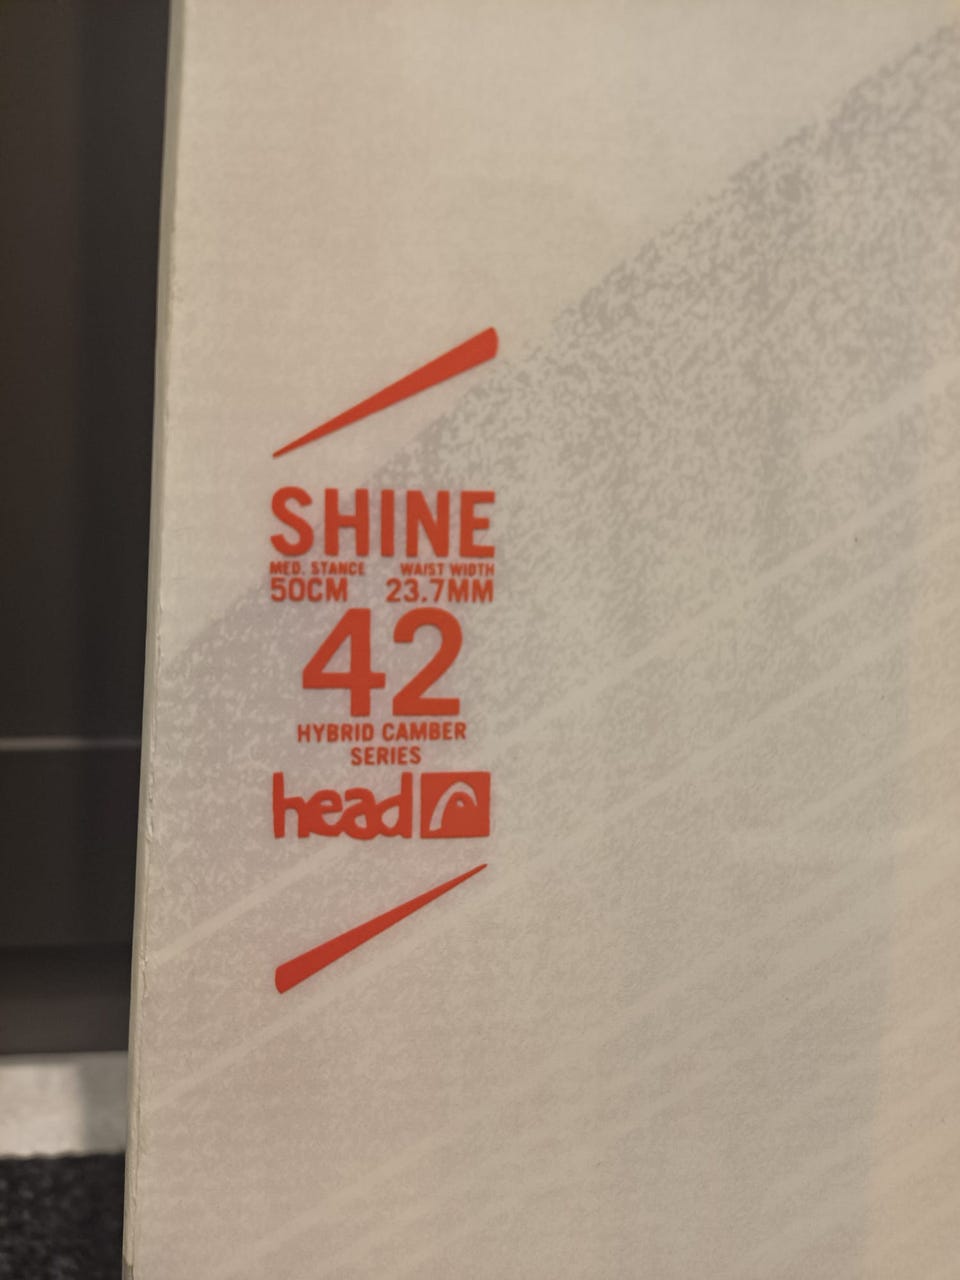 SHINE
MED. STANCE WAIST WIDTH
50CM 23.7MM
42
HYBRID CAMBER
SERIES
head